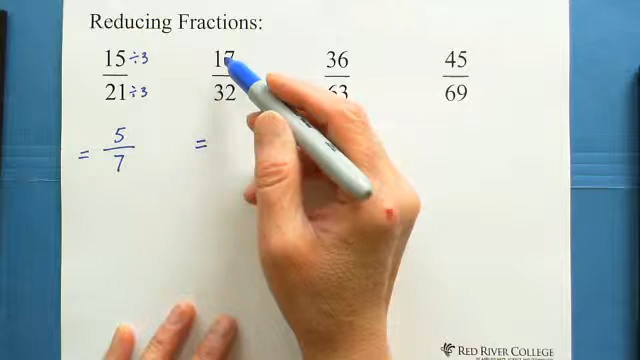 Reducing Fractions:
15 ÷3 17 36 45
21 ÷3 32 63 69
= 5/7 =
RED RIVER COLLEGE